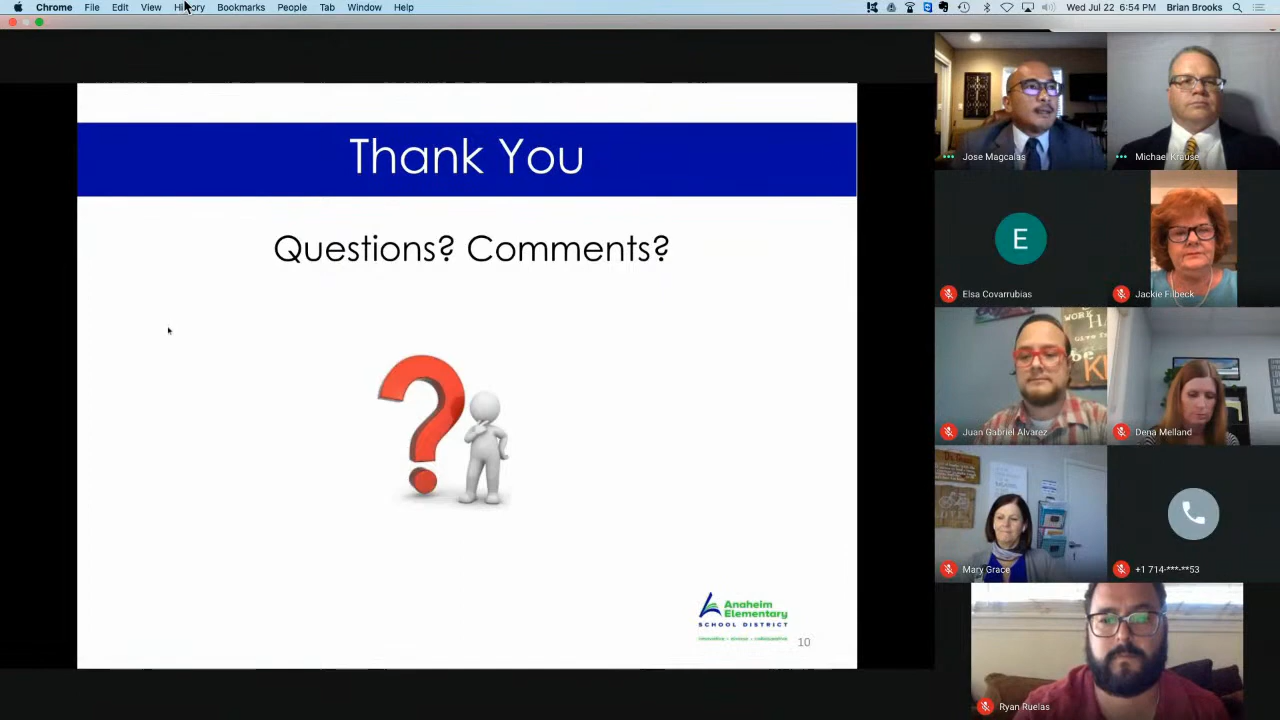 Chrome File Edit View History Bookmarks People Tab Window Help Wed Jul 22 6:54 PM Brian Brooks
Thank You
Questions? Comments?
Anaheim
Elementary
SCHOOL DISTRICT
10
Jose Magcalas
Michael Krause
E
Elsa Covarrubias
Jackie Filbeck
WORK
Juan Gabriel Alvarez
Dena Melland
Mary Grace
+1 714-***-**53
Ryan Ruelas